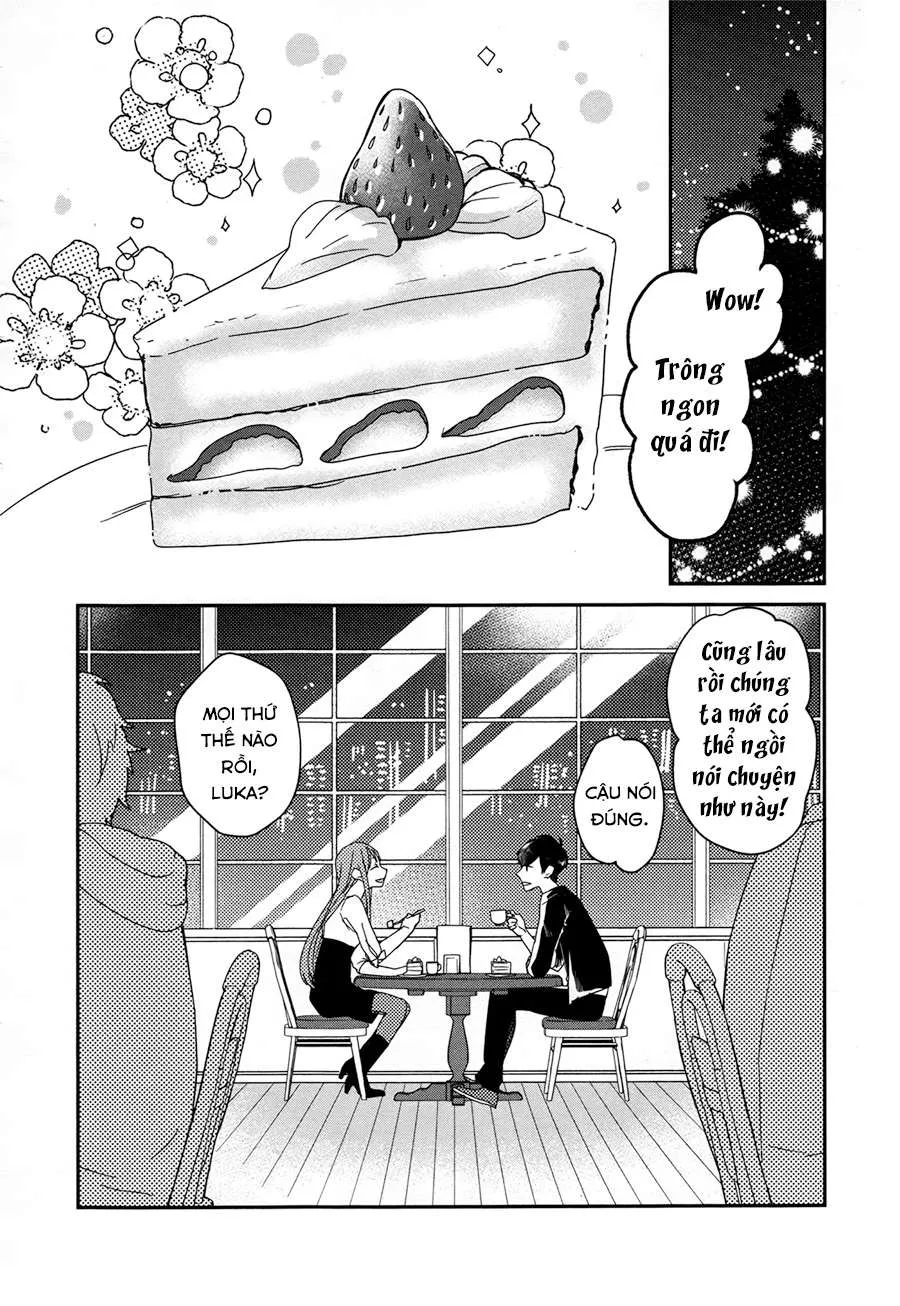 Wow!
Trông
ngon
quá đi!
Cũng lâu
rồi chúng
ta mới có
thể ngồi
nói chuyện
như này!
CẬU NÓI
ĐÚNG.
MỌI THỨ
THẾ NÀO
RỒI,
LUKA?